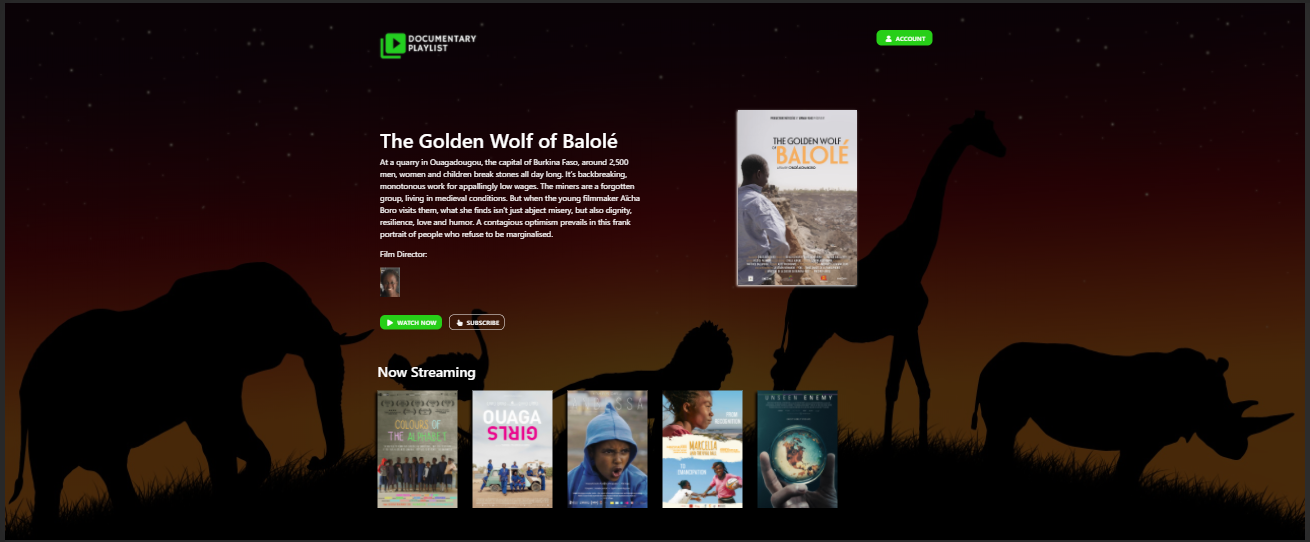 DOCUMENTARY
PLAYLIST
ACCOUNT
The Golden Wolf of Balolé
At a quarry in Ouagadougou, the capital of Burkina Faso, around 2,500
men, women and children break stones all day long. It's backbreaking,
monotonous work for appallingly low wages. The miners are a forgotten
group, living in medieval conditions. But when the young filmmaker Aïcha
Boro visits them, what she finds isn't just abject misery, but also dignity,
resilience, love and humor. A contagious optimism prevails in this frank
portrait of people who refuse to be marginalised.
Film Director:
WATCH NOW
SUBSCRIBE
THE GOLDEN WOLF
OF BALOLÉ
Now Streaming
COLOURS OF
THE ALPHABET
OUAGA
GIRLS
FROM
TO
MARCELIA
EMANCIPATION
UNSEEN ENEMY